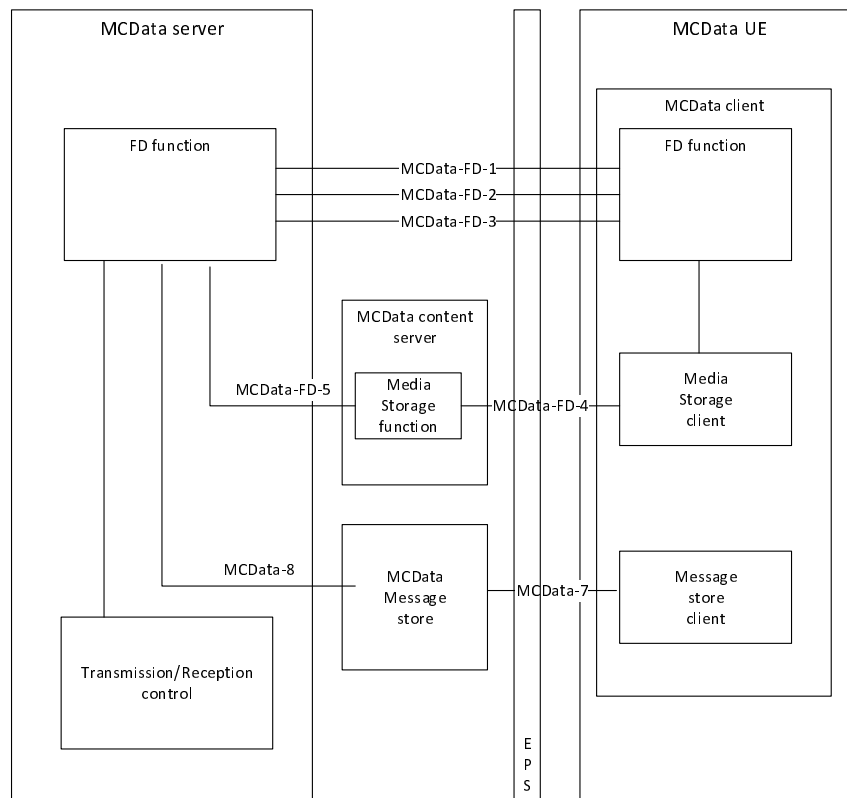 MCData server
MCData UE
MCData client
FD function
FD function
MCData-FD-1
MCData-FD-2
MCData-FD-3
MCData content
server
Media
Storage
function
MCData-FD-5
MCData-FD-4
Media
Storage
client
MCData-8
MCData
Message
store
MCData-7
Message
store
client
Transmission/Reception
control
E
P
S